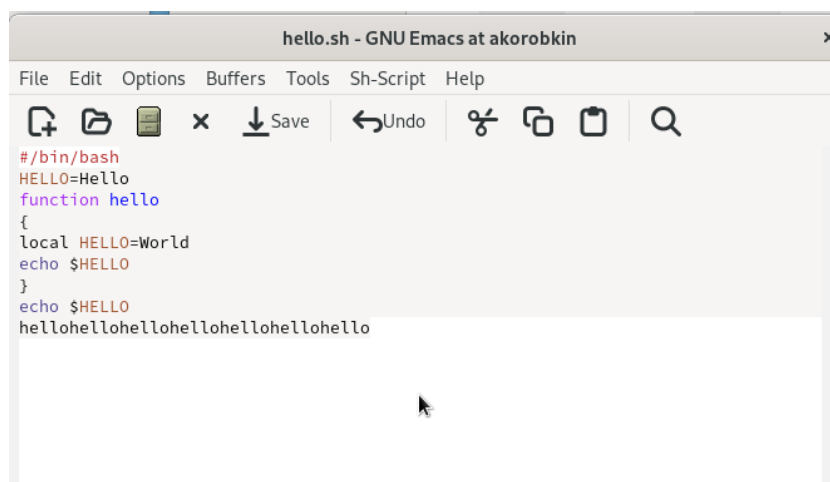 hello.sh - GNU Emacs at akorobkin
File Edit Options Buffers Tools Sh-Script Help
Save Undo
#/bin/bash
HELLO=Hello
function hello
{
local HELLO=World
echo $HELLO
}
echo $HELLO
hellohellohellohellohellohellohello